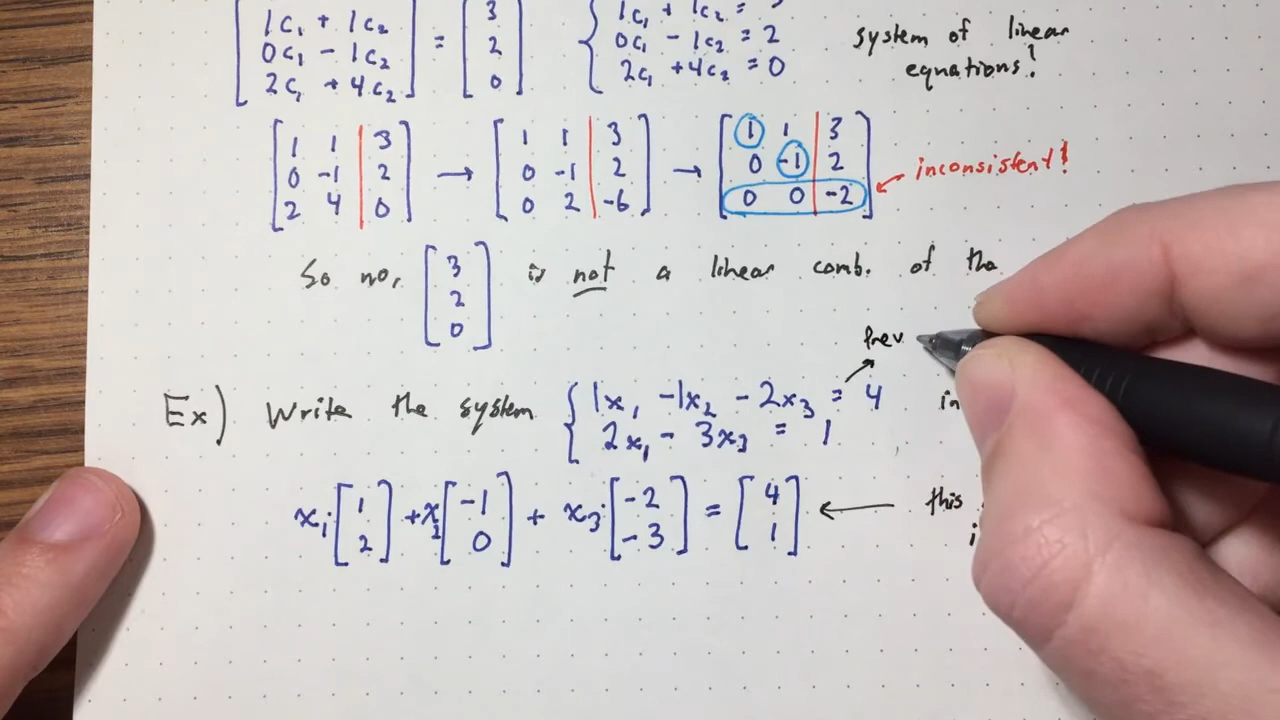 [1c₁ + 1c₂; 0c₁ - 1c₂; 2c₁ + 4c₂] = [3; 2; 0] { 1c₁ + 1c₂ = ; 0c₁ - 1c₂ = 2; 2c₁ + 4c₂ = 0 system of linear equations!
[1 1 | 3; 0 -1 | 2; 2 4 | 0] → [1 1 | 3; 0 -1 | 2; 0 2 | -6] → [1 1 | 3; 0 -1 | 2; 0 0 | -2] ← inconsistent!
So no, [3; 2; 0] is not a linear comb. of the
Prev.
Ex) Write the system { 1x₁ - 1x₂ - 2x₃ = 4; 2x₁ - 3x₃ = 1 in
x₁[1; 2] + x₂[-1; 0] + x₃[-2; -3] = [4; 1] ← this